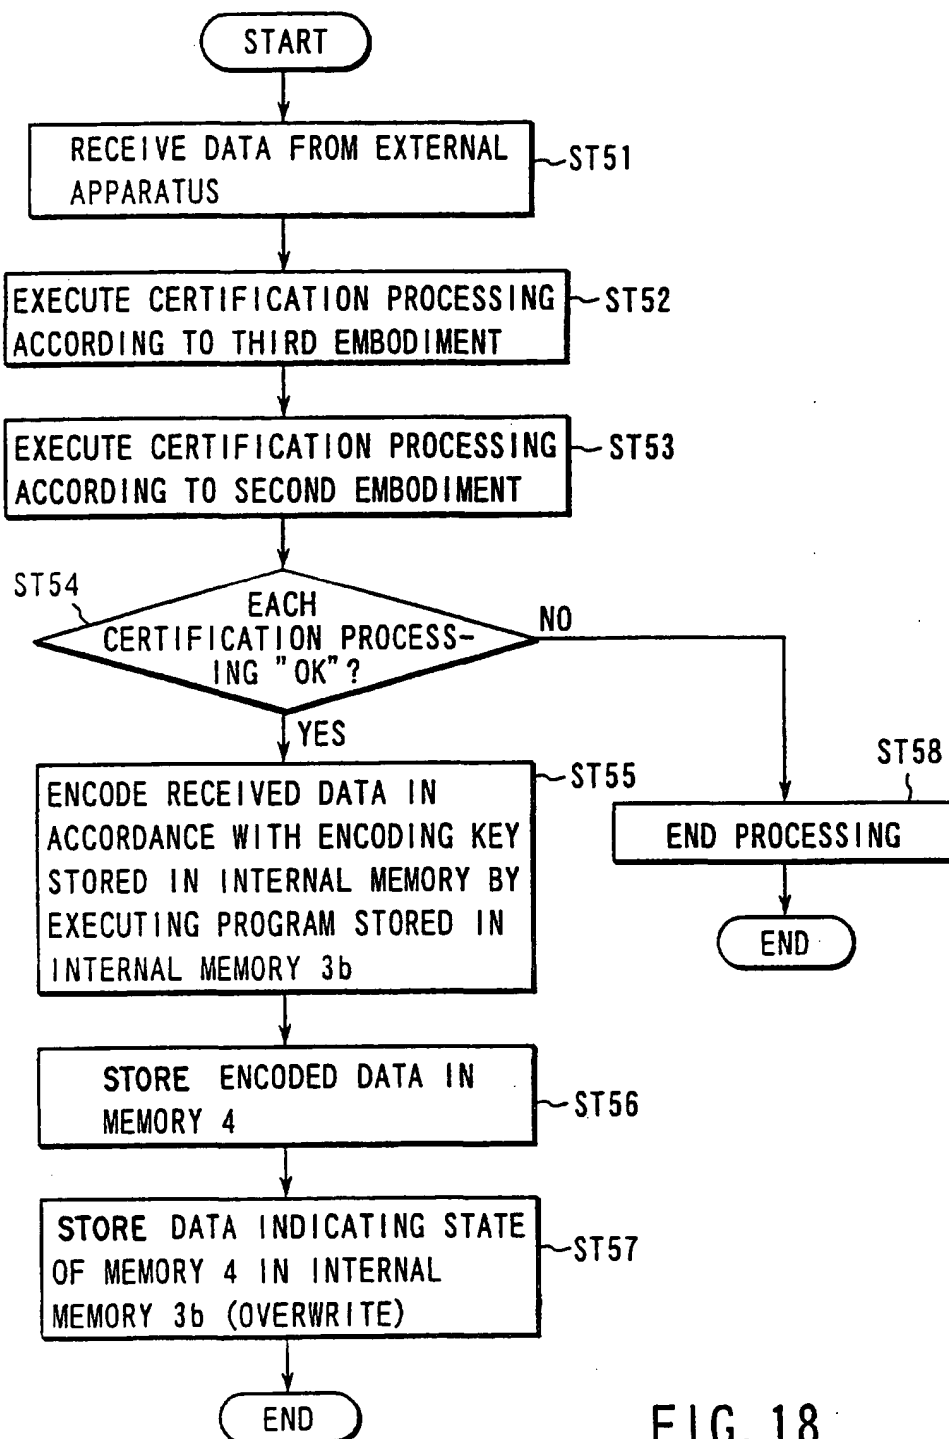 START
RECEIVE DATA FROM EXTERNAL
APPARATUS
ST51
EXECUTE CERTIFICATION PROCESSING
ACCORDING TO THIRD EMBODIMENT
ST52
EXECUTE CERTIFICATION PROCESSING
ACCORDING TO SECOND EMBODIMENT
ST53
ST54
EACH
CERTIFICATION PROCESS-
ING "OK"?
NO
YES
ENCODE RECEIVED DATA IN
ACCORDANCE WITH ENCODING KEY
STORED IN INTERNAL MEMORY BY
EXECUTING PROGRAM STORED IN
INTERNAL MEMORY 3b
ST55
ST58
END PROCESSING
END
STORE ENCODED DATA IN
MEMORY 4
ST56
STORE DATA INDICATING STATE
OF MEMORY 4 IN INTERNAL
MEMORY 3b (OVERWRITE)
ST57
END
FIG. 18